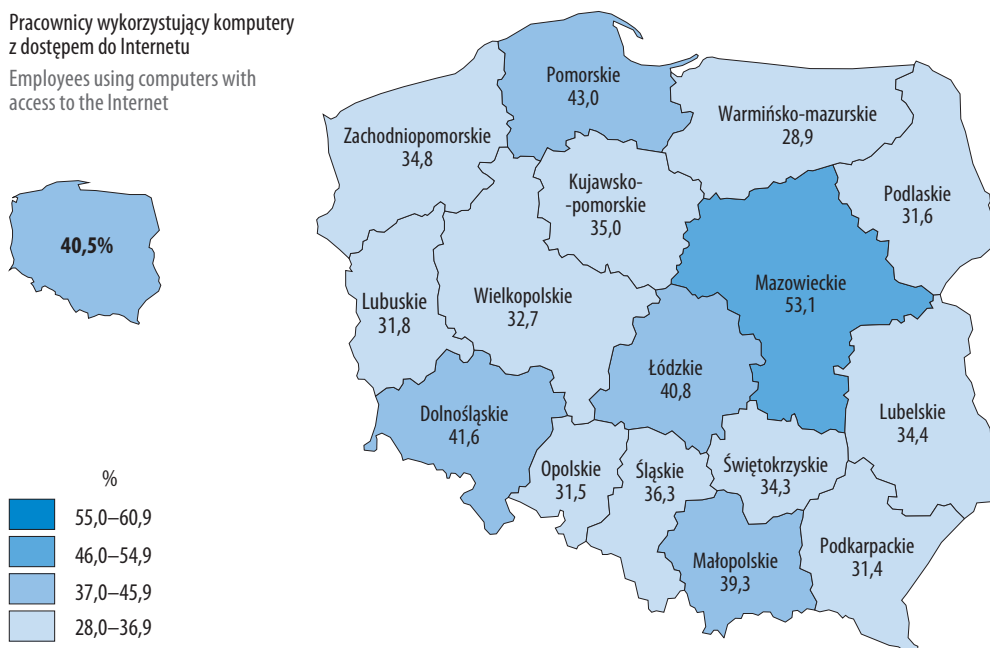 Pracownicy wykorzystujący komputery
z dostępem do Internetu
Employees using computers with
access to the Internet
40,5%
Pomorskie
43,0
Warmińsko-mazurskie
28,9
Zachodniopomorskie
34,8
Kujawsko-
-pomorskie
35,0
Podlaskie
31,6
Mazowieckie
53,1
Lubuskie
31,8
Wielkopolskie
32,7
Łódzkie
40,8
Dolnośląskie
41,6
Lubelskie
34,4
Opolskie
31,5
Śląskie
36,3
Świętokrzyskie
34,3
Małopolskie
39,3
Podkarpackie
31,4
%
55,0–60,9
46,0–54,9
37,0–45,9
28,0–36,9